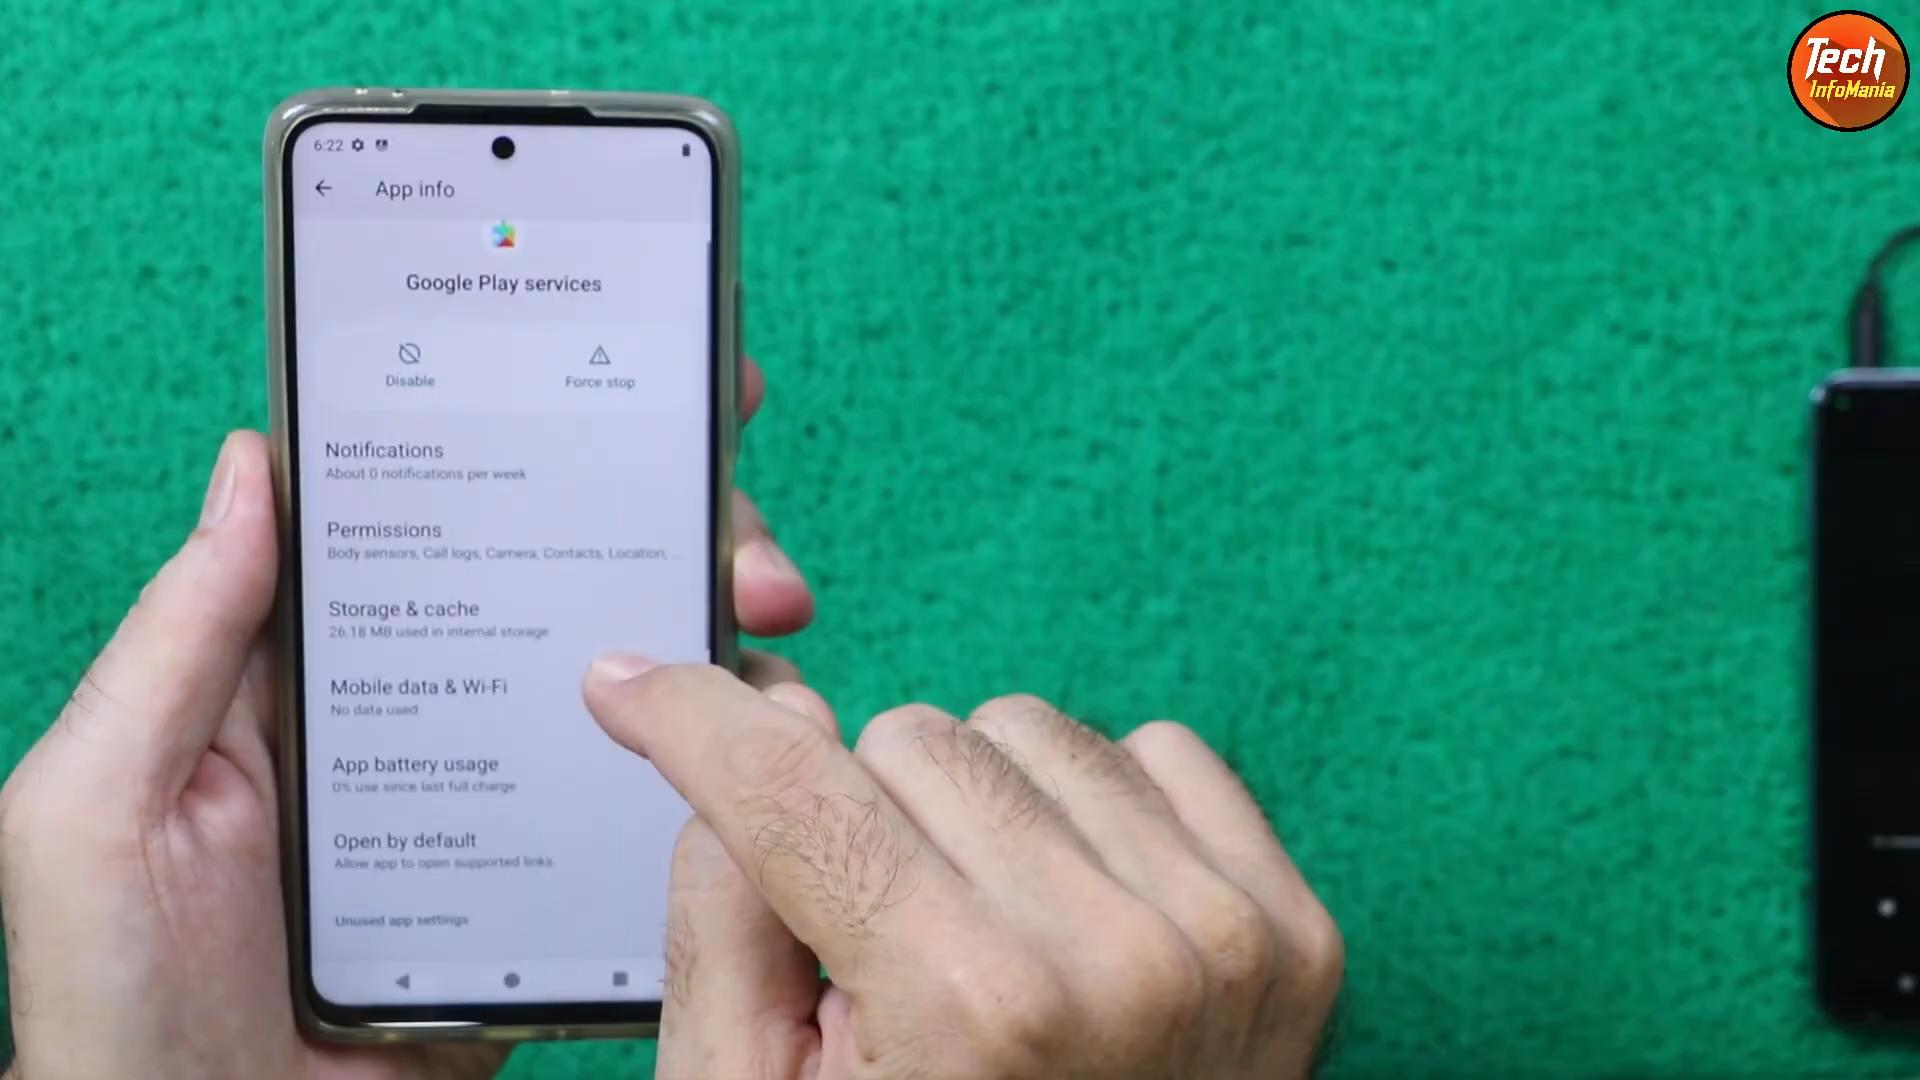 Tech
InfoMania
6:22
App info
Google Play services
Disable
Force stop
Notifications
About 0 notifications per week
Permissions
Body sensors, Call logs, Camera, Contacts, Location, ...
Storage & cache
26.18 MB used in internal storage
Mobile data & Wi-Fi
No data used
App battery usage
0% use since last full charge
Open by default
Allow app to open supported links
Unused app settings